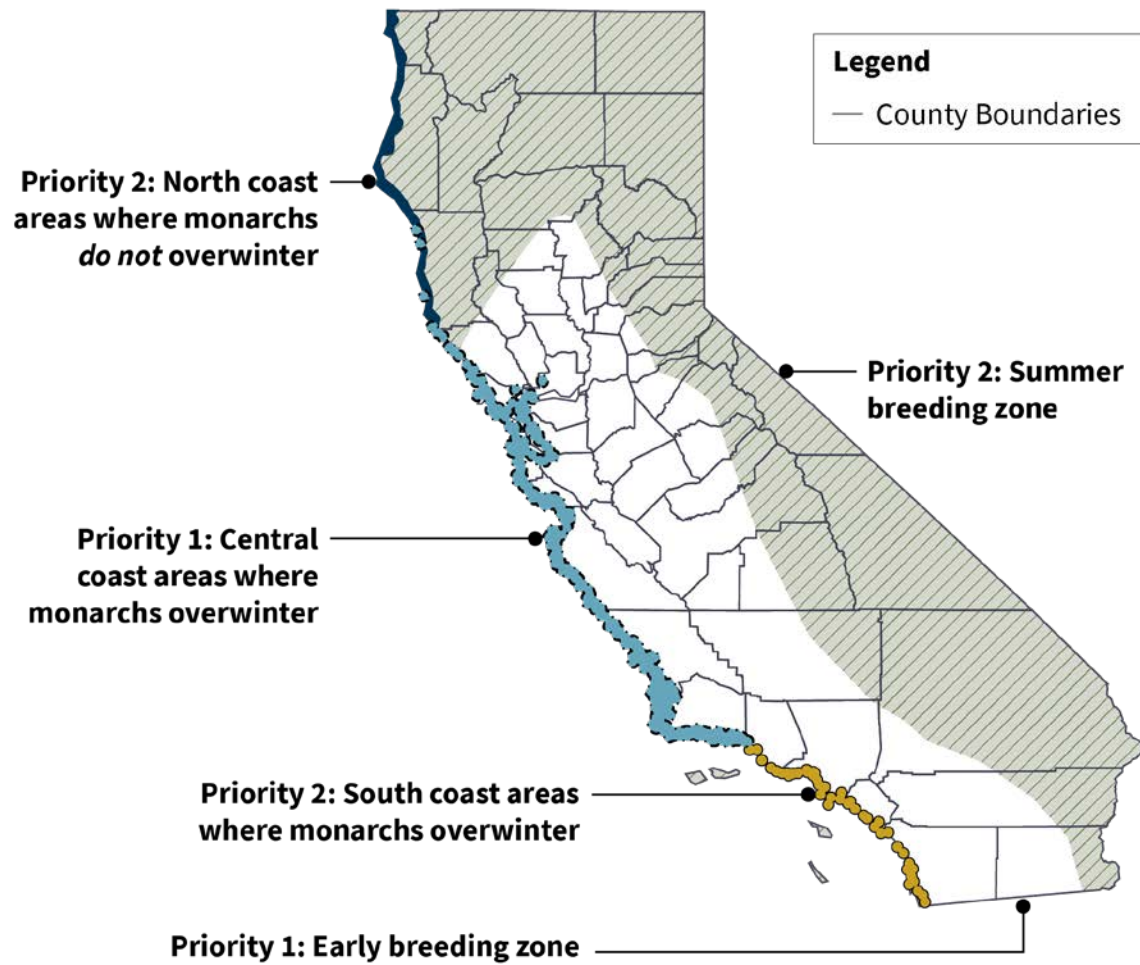 Legend
County Boundaries
Priority 2: North coast
areas where monarchs
do not overwinter
Priority 2: Summer
breeding zone
Priority 1: Central
coast areas where
monarchs overwinter
Priority 2: South coast areas
where monarchs overwinter
Priority 1: Early breeding zone